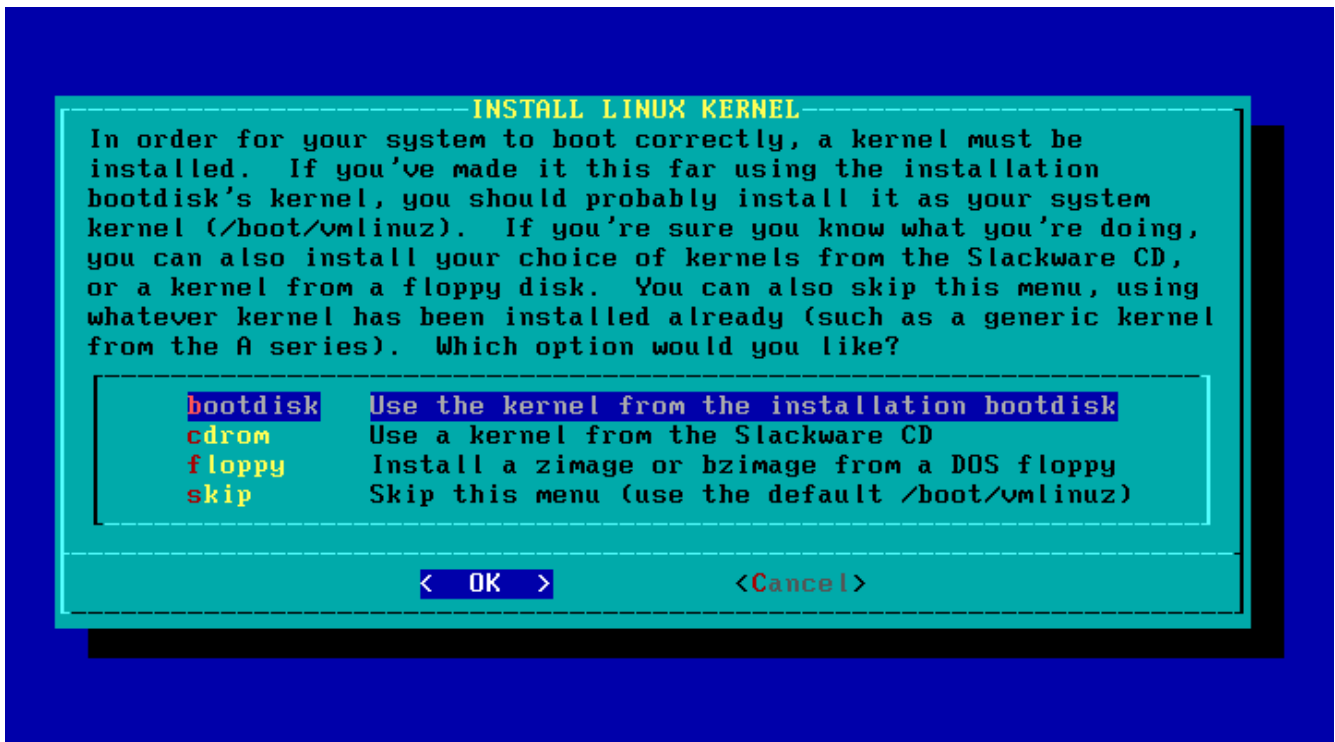 INSTALL LINUX KERNEL
In order for your system to boot correctly, a kernel must be
installed.  If you've made it this far using the installation
bootdisk's kernel, you should probably install it as your system
kernel (/boot/vmlinuz).  If you're sure you know what you're doing,
you can also install your choice of kernels from the Slackware CD,
or a kernel from a floppy disk.  You can also skip this menu, using
whatever kernel has been installed already (such as a generic kernel
from the A series).  Which option would you like?
bootdisk   Use the kernel from the installation bootdisk
cdrom      Use a kernel from the Slackware CD
floppy     Install a zimage or bzimage from a DOS floppy
skip       Skip this menu (use the default /boot/vmlinuz)
<  OK  >   <Cancel>